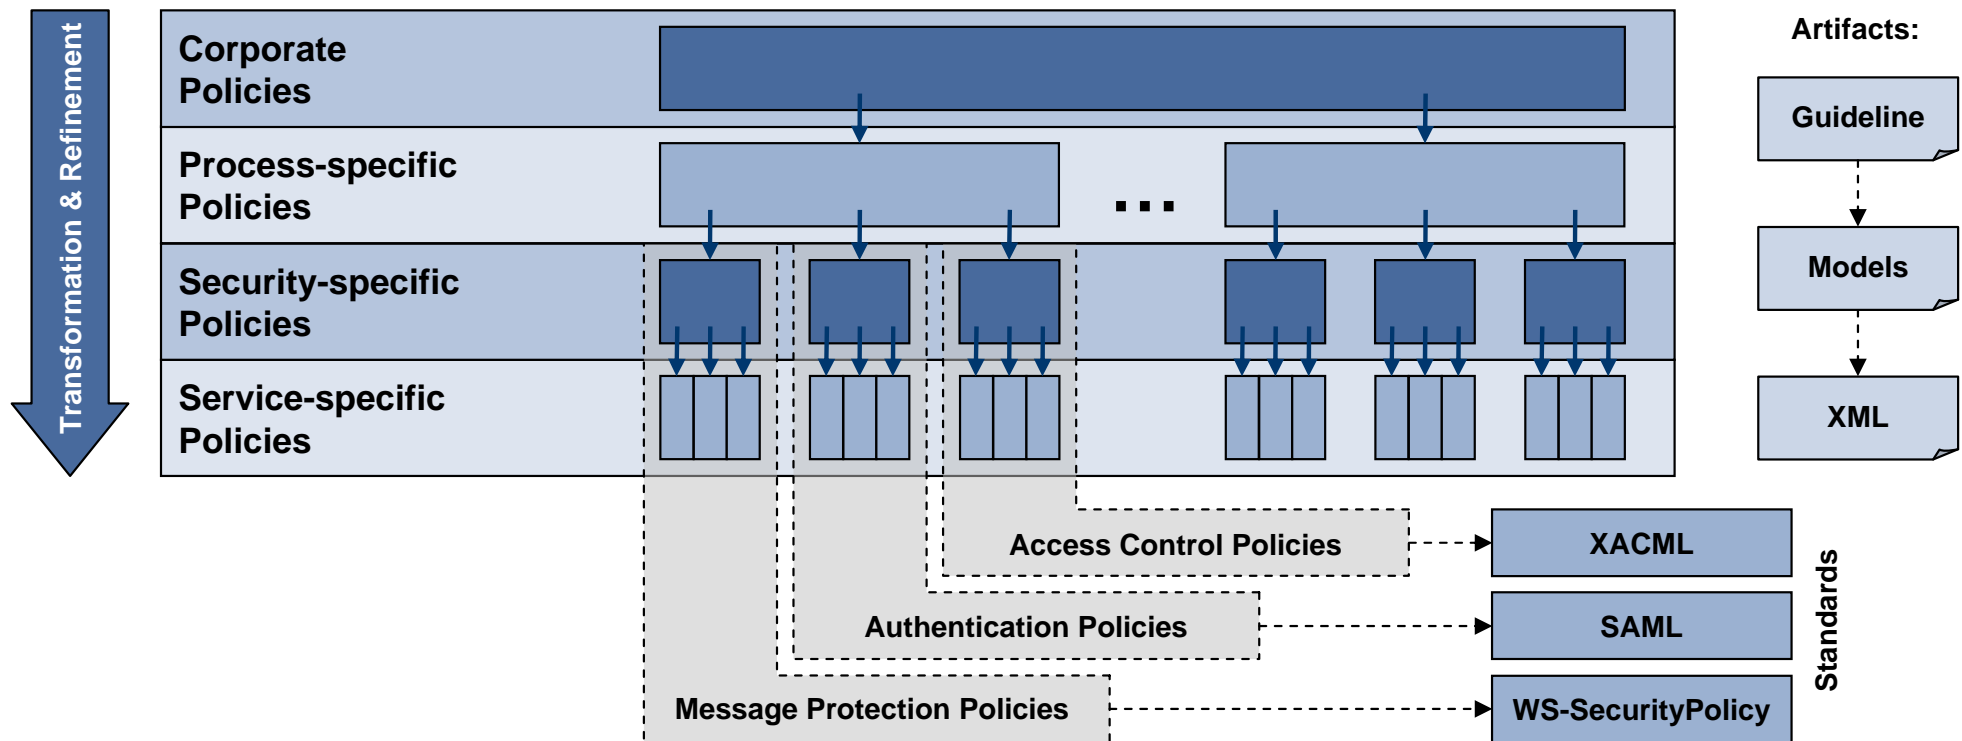 Transformation & Refinement
Corporate
Policies
Process-specific
Policies
...
Security-specific
Policies
Service-specific
Policies
Artifacts:
Guideline
Models
XML
Access Control Policies
XACML
Authentication Policies
SAML
Message Protection Policies
WS-SecurityPolicy
Standards